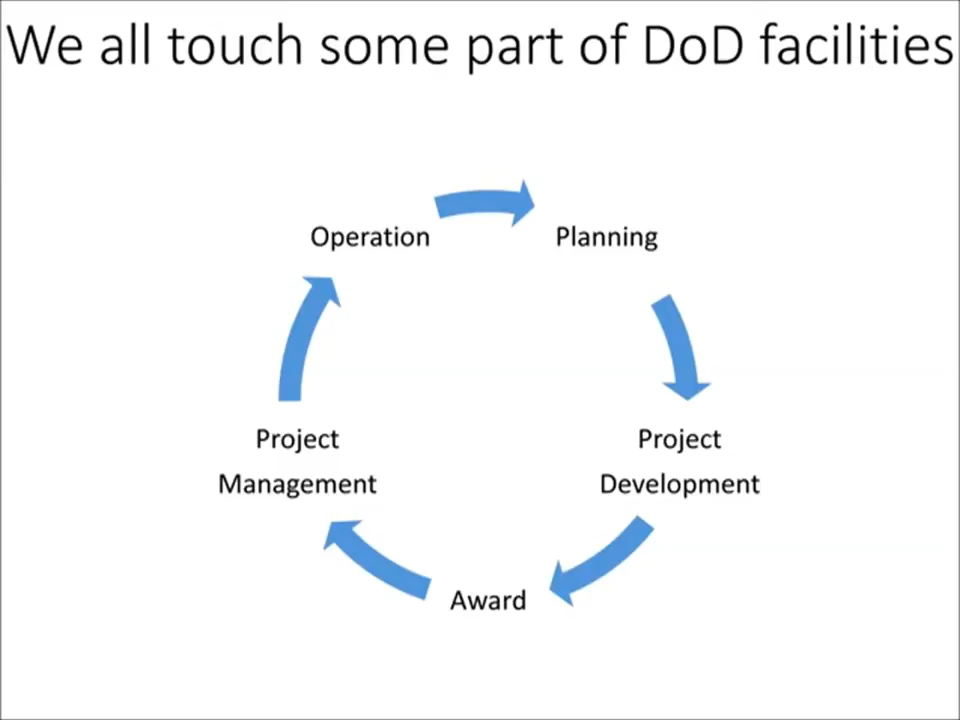 We all touch some part of DoD facilities
Operation
Planning
Project
Development
Award
Project
Management